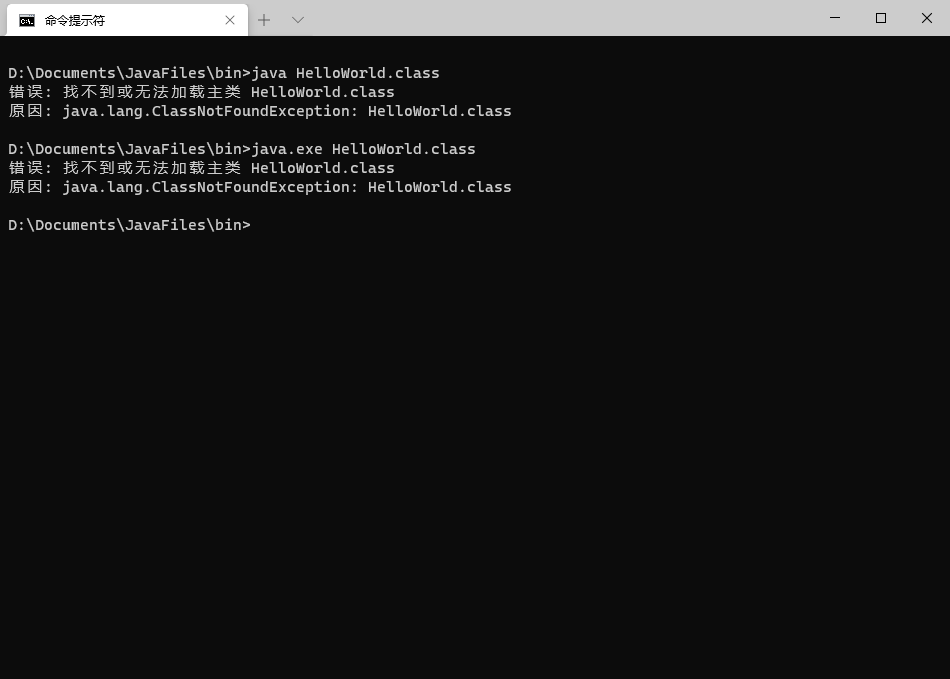 命令提示符
D:\Documents\JavaFiles\bin>java HelloWorld.class
错误: 找不到或无法加载主类 HelloWorld.class
原因: java.lang.ClassNotFoundException: HelloWorld.class
D:\Documents\JavaFiles\bin>java.exe HelloWorld.class
错误: 找不到或无法加载主类 HelloWorld.class
原因: java.lang.ClassNotFoundException: HelloWorld.class
D:\Documents\JavaFiles\bin>